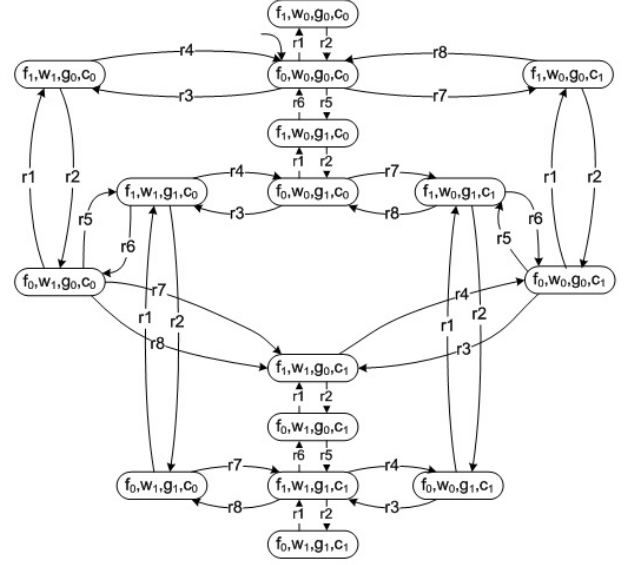 f₁,w₀,g₀,c₀
r1 r2
r4 r8
f₁,w₁,g₀,c₀ f₀,w₀,g₀,c₀ f₁,w₀,g₀,c₁
r3 r7
r6 r5
f₁,w₀,g₁,c₀
r1 r2
r1 r2 r4 r7 r1 r2
f₁,w₁,g₁,c₀ f₀,w₀,g₁,c₀ f₁,w₀,g₁,c₁
r5 r3 r8 r6
r6 r5
f₀,w₁,g₀,c₀ f₀,w₀,g₀,c₁
r7 r4
r1 r2 r1 r2
r8 r3
f₁,w₁,g₀,c₁
r1 r2
f₀,w₁,g₀,c₁
r6 r5
r7 r4
f₀,w₁,g₁,c₀ f₁,w₁,g₁,c₁ f₀,w₀,g₁,c₁
r8 r3
r1 r2
f₀,w₁,g₁,c₁